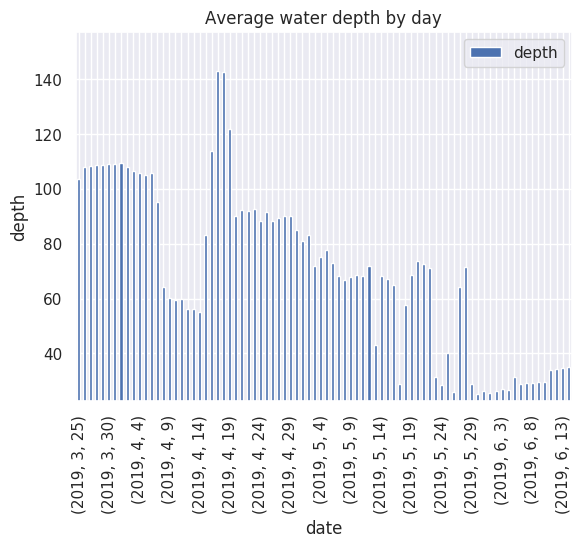 Average water depth by day
depth
140
120
100
80
60
40
depth
(2019, 3, 25)
(2019, 3, 30)
(2019, 4, 4)
(2019, 4, 9)
(2019, 4, 14)
(2019, 4, 19)
(2019, 4, 24)
(2019, 4, 29)
(2019, 5, 4)
(2019, 5, 9)
(2019, 5, 14)
(2019, 5, 19)
(2019, 5, 24)
(2019, 5, 29)
(2019, 6, 3)
(2019, 6, 8)
(2019, 6, 13)
date